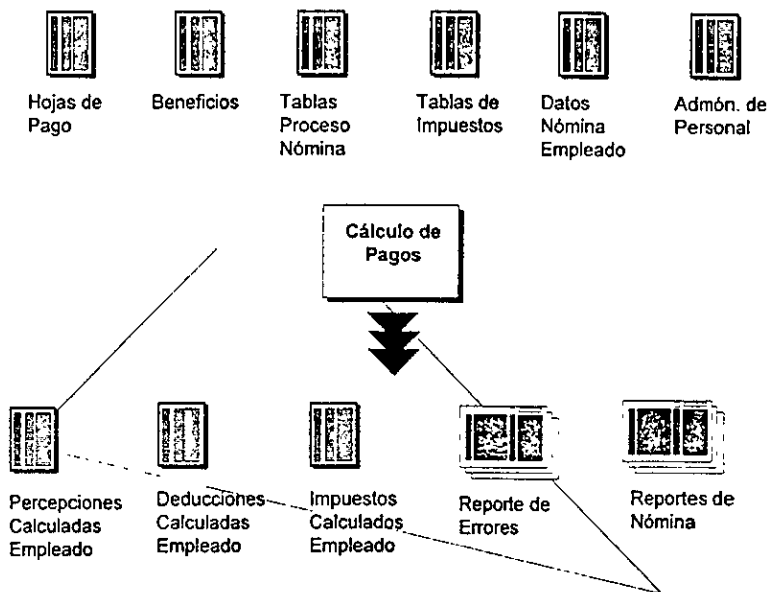 Hojas de
Pago
Beneficios
Tablas
Proceso
Nómina
Tablas de
Impuestos
Datos
Nómina
Empleado
Admón. de
Personal
Cálculo de
Pagos
Percepciones
Calculadas
Empleado
Deducciones
Calculadas
Empleado
Impuestos
Calculados
Empleado
Reporte de
Errores
Reportes de
Nómina